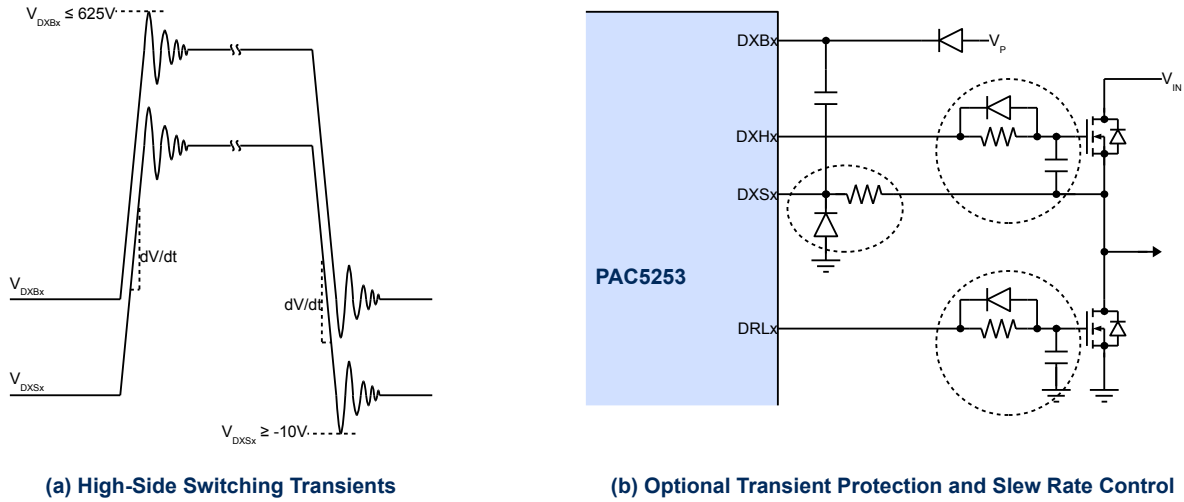 V_DXBx ≤ 625V
dV/dt
V_DXBx
dV/dt
V_DXSx
V_DXSx ≥ -10V
(a) High-Side Switching Transients
DXBx
V_P
V_IN
DXHx
DXSx
PAC5253
DRLx
(b) Optional Transient Protection and Slew Rate Control